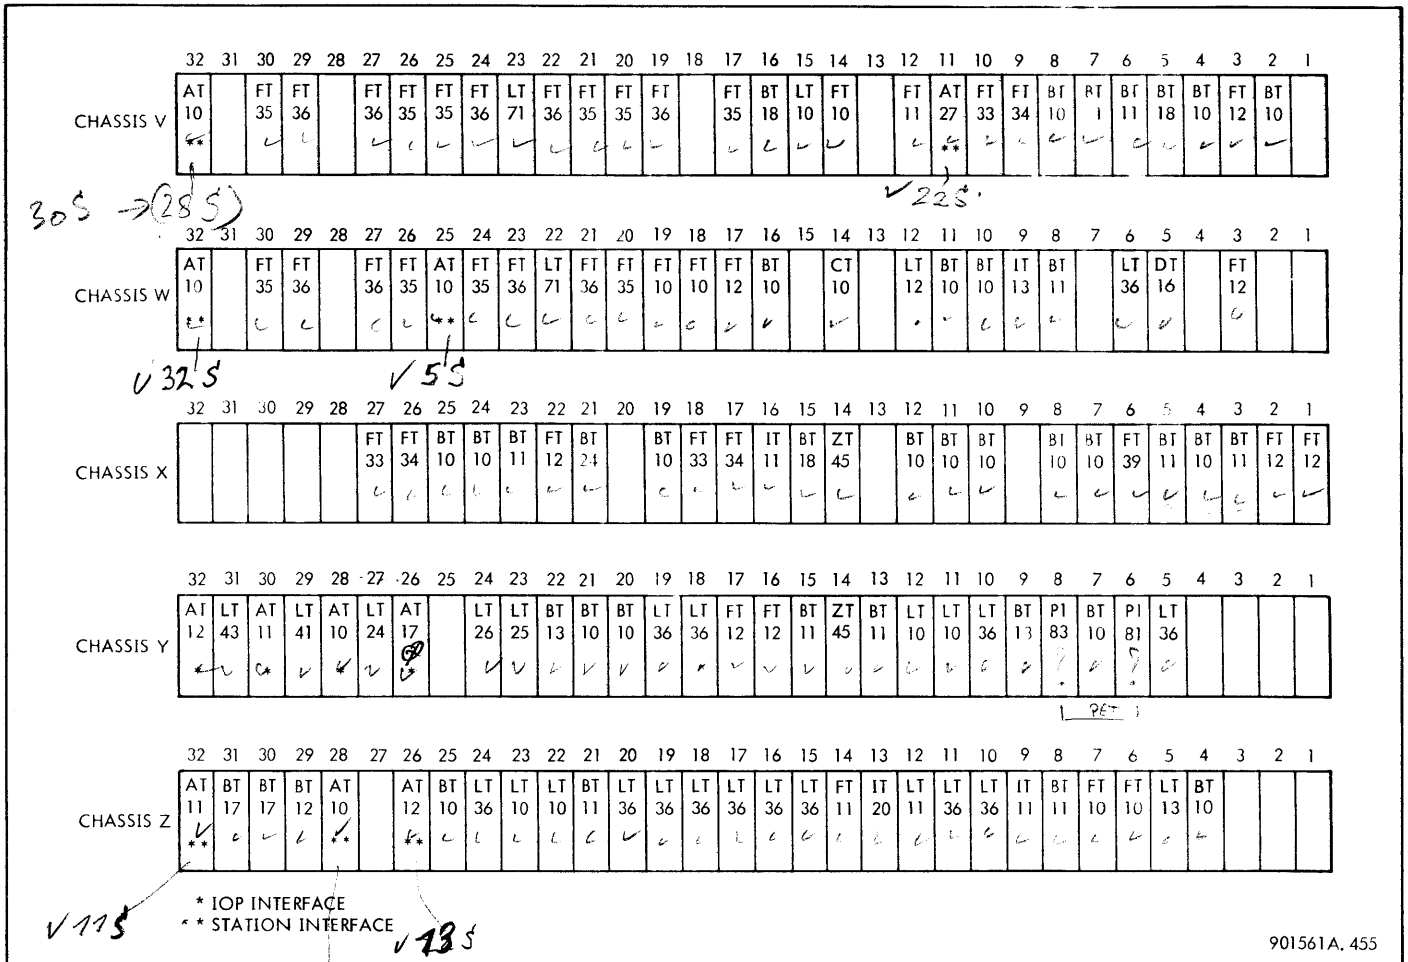 32 31 30 29 28 27 26 25 24 23 22 21 20 19 18 17 16 15 14 13 12 11 10 9 8 7 6 5 4 3 2 1
AT FT FT FT FT FT FT LT FT FT FT FT FT BT LT FT FT AT FT FT BT BT BT BT BT FT BT
CHASSIS V 10 35 36 36 35 35 36 71 36 35 35 36 35 18 10 10 11 27 33 34 10 1 11 18 10 12 10
** **
30S → (28S) ✓ 22S.
32 31 30 29 28 27 26 25 24 23 22 21 20 19 18 17 16 15 14 13 12 11 10 9 8 7 6 5 4 3 2 1
AT FT FT FT FT AT FT FT LT FT FT FT FT FT BT CT LT BT BT IT BT LT DT FT
CHASSIS W 10 35 36 36 35 10 35 36 71 36 35 10 10 12 10 10 12 10 10 13 11 36 16 12
** **
✓ 32S ✓ 5S
32 31 30 29 28 27 26 25 24 23 22 21 20 19 18 17 16 15 14 13 12 11 10 9 8 7 6 5 4 3 2 1
FT FT BT BT BT FT BT BT FT FT IT BT ZT BT BT BT BT BT FT BT BT BT FT FT
CHASSIS X 33 34 10 10 11 12 24 10 33 34 11 18 45 10 10 10 10 10 39 11 10 11 12 12
32 31 30 29 28 27 26 25 24 23 22 21 20 19 18 17 16 15 14 13 12 11 10 9 8 7 6 5 4 3 2 1
AT LT AT LT AT LT AT LT LT BT BT BT LT LT FT FT BT ZT BT LT LT LT BT PI BT PI LT
CHASSIS Y 12 43 11 41 10 24 17 26 25 13 10 10 36 36 12 12 11 45 11 10 10 36 13 83 10 81 36
* * * * ? ?
PET
32 31 30 29 28 27 26 25 24 23 22 21 20 19 18 17 16 15 14 13 12 11 10 9 8 7 6 5 4 3 2 1
AT BT BT BT AT AT BT LT LT LT BT LT LT LT LT LT LT FT IT LT LT LT IT BT FT FT LT BT
CHASSIS Z 11 17 17 12 10 12 10 36 10 10 11 36 36 36 36 36 36 11 20 11 36 36 11 11 10 10 13 10
** ** **
* IOP INTERFACE
** STATION INTERFACE
✓ 11S ✓ 13S
901561A. 455